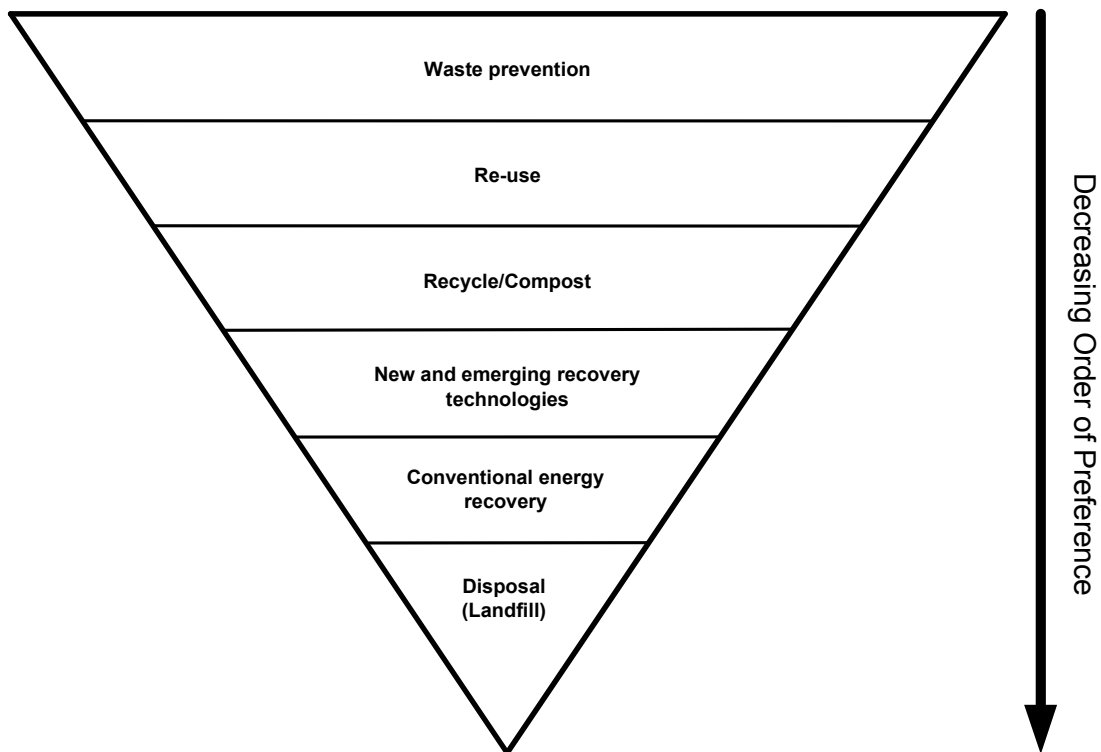 Waste prevention
Re-use
Recycle/Compost
New and emerging recovery
technologies
Conventional energy
recovery
Disposal
(Landfill)
Decreasing Order of Preference